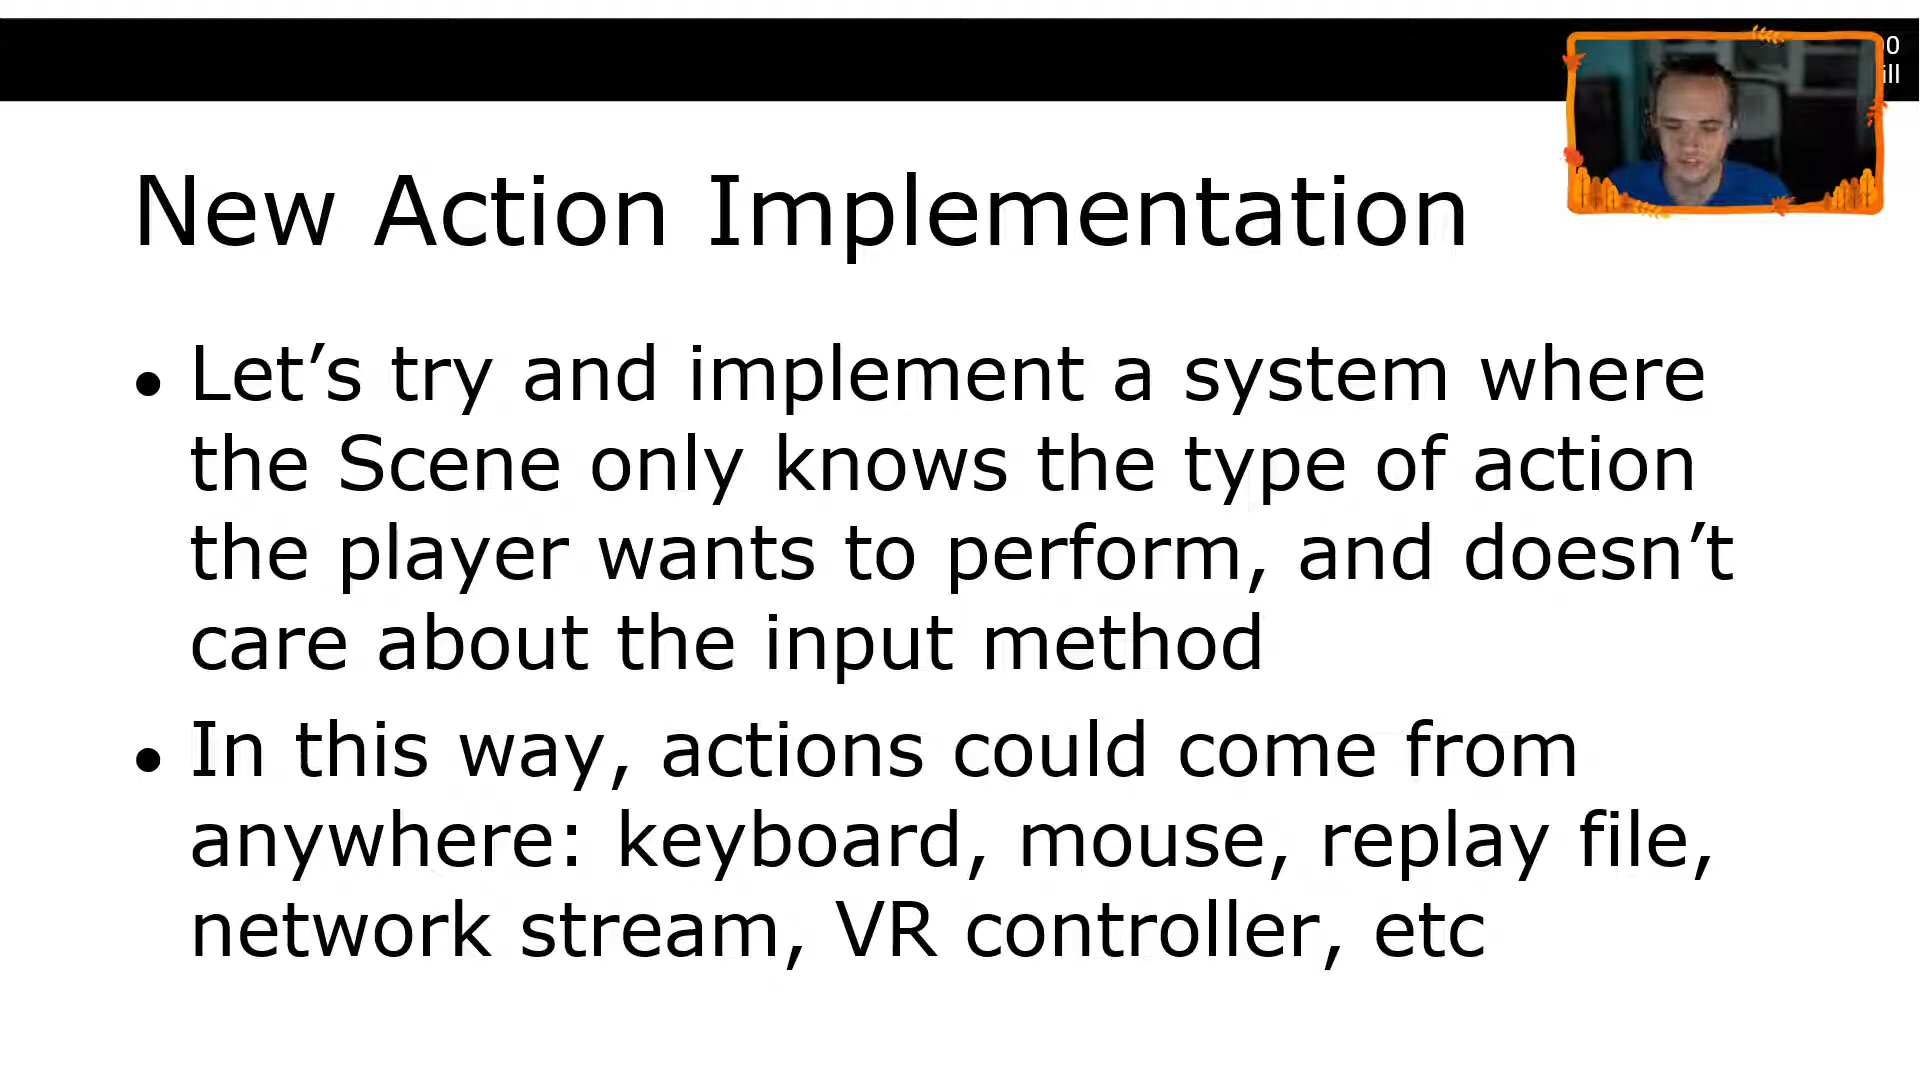 New Action Implementation
• Let’s try and implement a system where
the Scene only knows the type of action
the player wants to perform, and doesn’t
care about the input method
• In this way, actions could come from
anywhere: keyboard, mouse, replay file,
network stream, VR controller, etc